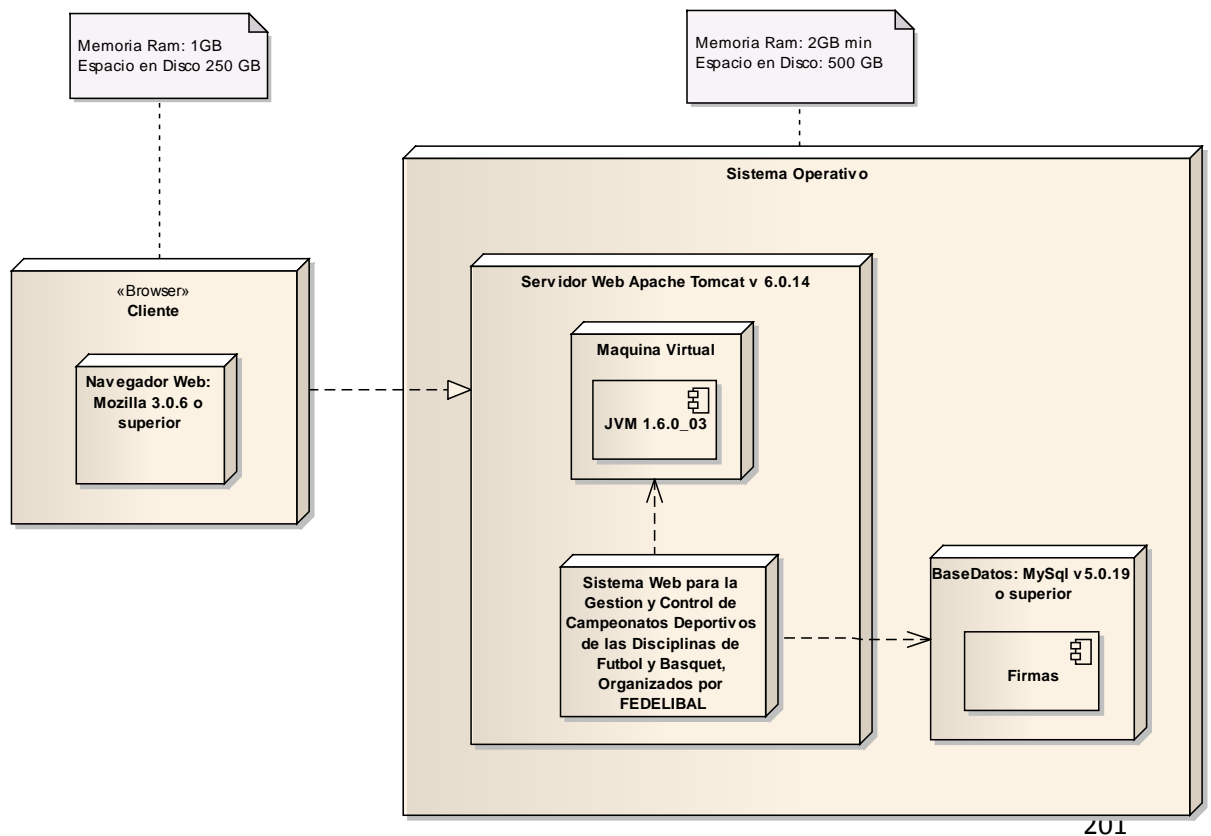 Memoria Ram: 1GB
Espacio en Disco 250 GB
Memoria Ram: 2GB min
Espacio en Disco: 500 GB
Sistema Operativo
«Browser»
Cliente
Navegador Web:
Mozilla 3.0.6 o
superior
Servidor Web Apache Tomcat v 6.0.14
Maquina Virtual
JVM 1.6.0_03
Sistema Web para la
Gestion y Control de
Campeonatos Deportivos
de las Disciplinas de
Futbol y Basquet,
Organizados por
FEDELIBAL
BaseDatos: MySql v5.0.19
o superior
Firmas
201